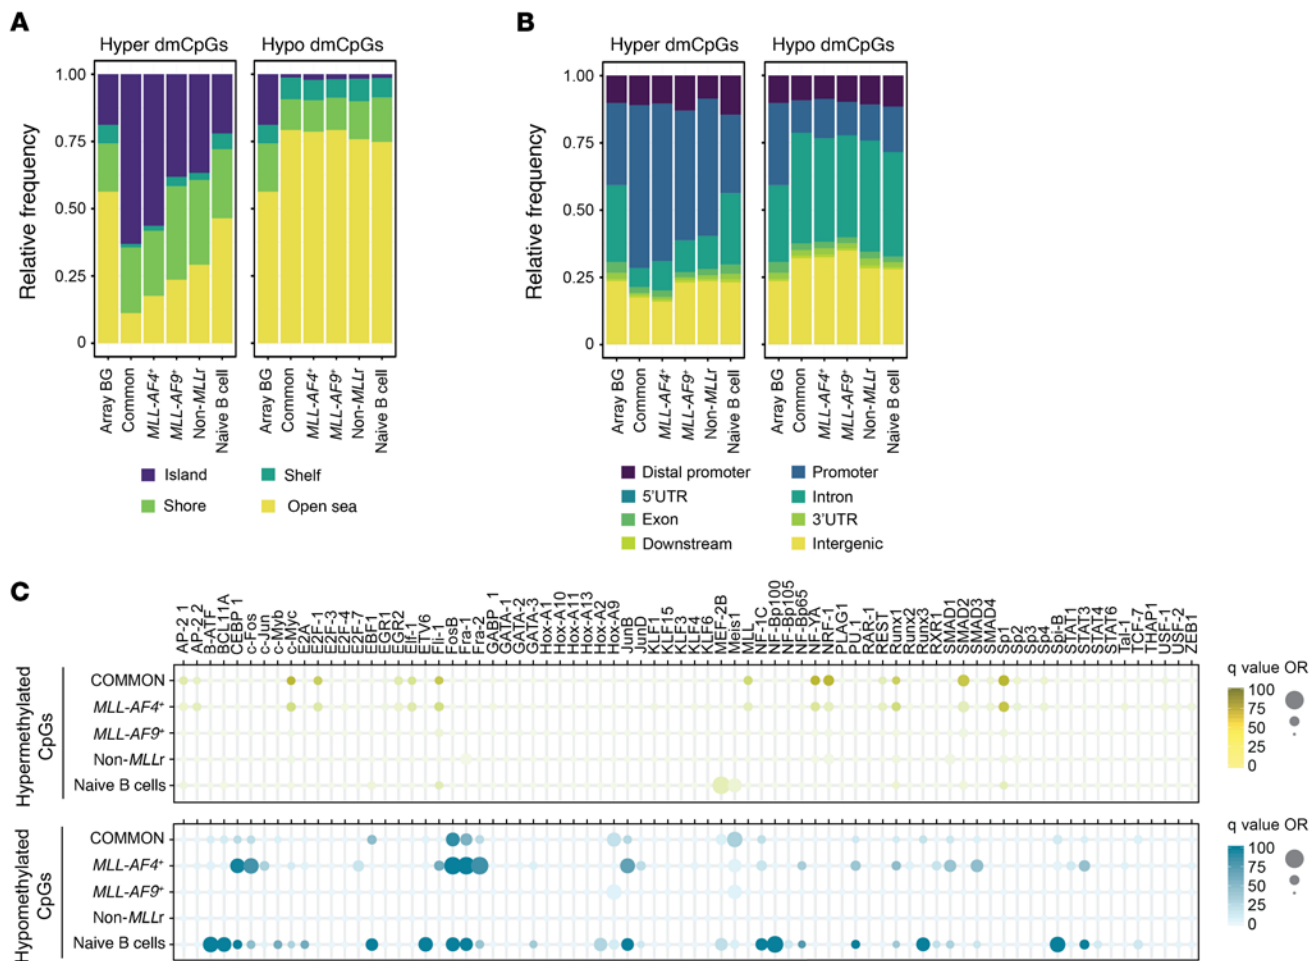 A
Hyper dmCpGs
Hypo dmCpGs
Relative frequency
1.00
0.75
0.50
0.25
0
Array BG
Common
MLL-AF4+
MLL-AF9+
Non-MLLr
Naive B cell
Array BG
Common
MLL-AF4+
MLL-AF9+
Non-MLLr
Naive B cell
Island
Shelf
Shore
Open sea
B
Hyper dmCpGs
Hypo dmCpGs
Relative frequency
1.00
0.75
0.50
0.25
0
Array BG
Common
MLL-AF4+
MLL-AF9+
Non-MLLr
Naive B cell
Array BG
Common
MLL-AF4+
MLL-AF9+
Non-MLLr
Naive B cell
Distal promoter
Promoter
5'UTR
Intron
Exon
3'UTR
Downstream
Intergenic
C
AP-2 1
AP-2 2
B-ATF
BCL11A
CEBP 1
c-Fos
c-Jun
c-Myb
c-Myc
E2A
E2F-1
E2F-3
E2F-4
E2F-7
EBF1
EGR1
EGR2
Elf-1
ETV6
Fli-1
FosB
Fra-1
Fra-2
GABP 1
GATA-1
GATA-2
GATA-3
Hox-A1
Hox-A10
Hox-A11
Hox-A13
Hox-A2
Hox-A9
JunB
JunD
KLF1
KLF15
KLF3
KLF4
KLF6
MEF-2B
Meis1
MLL
NF-1C
NF-Bp100
NF-Bp105
NF-Bp65
NF-YA
NRF-1
PLAG1
PU.1
RAR-1
REST
Runx1
Runx2
Runx3
RXR1
SMAD1
SMAD2
SMAD3
SMAD4
Sp1
Sp2
Sp3
Sp4
Spi-B
STAT1
STAT3
STAT4
STAT6
Tal-1
TCF-7
THAP1
USF-1
USF-2
ZEB1
Hypermethylated CpGs
COMMON
MLL-AF4+
MLL-AF9+
Non-MLLr
Naive B cells
q value OR
100
75
50
25
0
Hypomethylated CpGs
COMMON
MLL-AF4+
MLL-AF9+
Non-MLLr
Naive B cells
q value OR
100
75
50
25
0